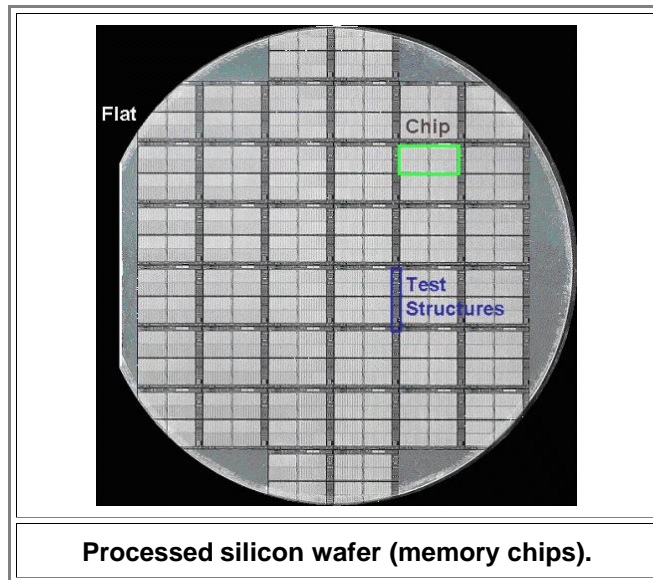 Flat
Chip
Test
Structures
Processed silicon wafer (memory chips).